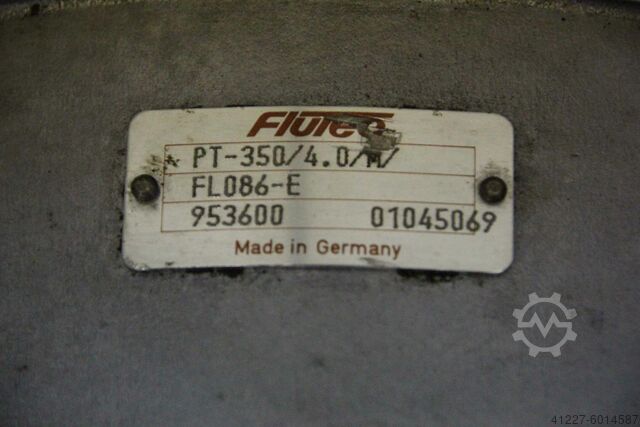 Flutec
PT-350/4.0/M/
FL086-E
953600 01045069
Made in Germany
41227-6014587